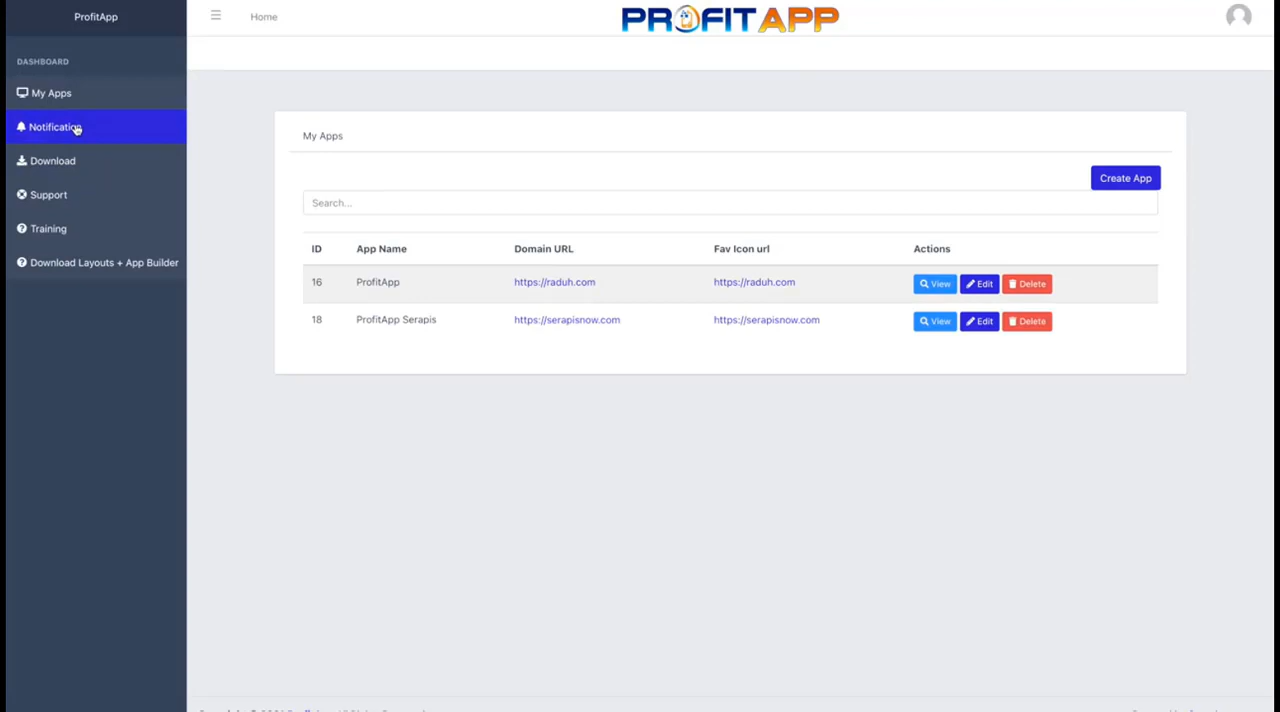 ProfitApp
Home
PROFITAPP
DASHBOARD
My Apps
Notification
Download
Support
Training
Download Layouts + App Builder
My Apps
Create App
Search...
ID App Name Domain URL Fav Icon url Actions
16 ProfitApp https://raduh.com https://raduh.com View Edit Delete
18 ProfitApp Serapis https://serapisnow.com https://serapisnow.com View Edit Delete